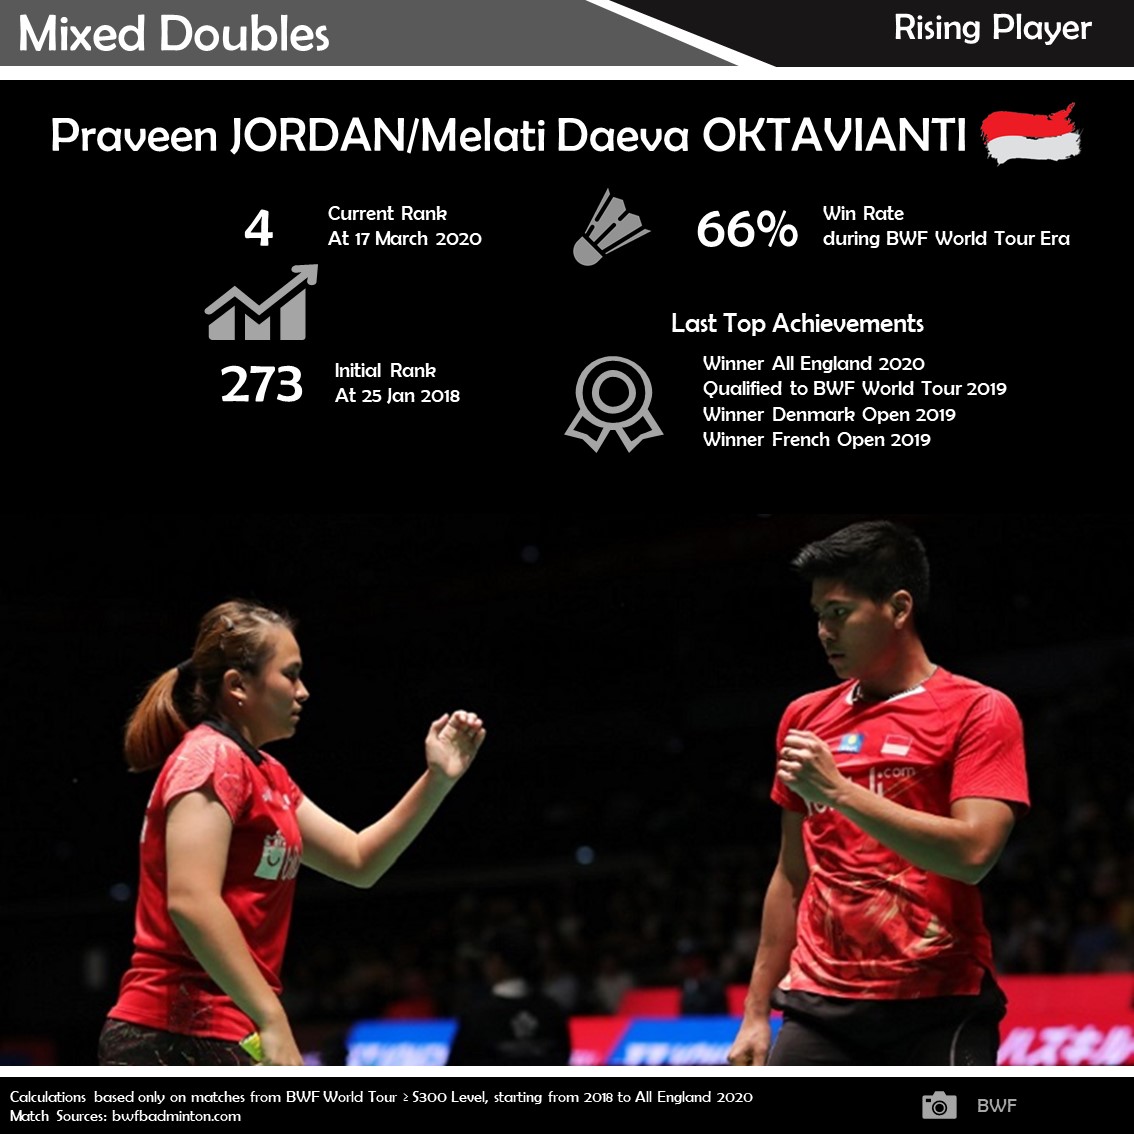 Mixed Doubles
Rising Player
Praveen JORDAN/Melati Daeva OKTAVIANTI
4
Current Rank
At 17 March 2020
66%
Win Rate
during BWF World Tour Era
273
Initial Rank
At 25 Jan 2018
Last Top Achievements
Winner All England 2020
Qualified to BWF World Tour 2019
Winner Denmark Open 2019
Winner French Open 2019
.com
Calculations based only on matches from BWF World Tour ≥ S300 Level, starting from 2018 to All England 2020
Match Sources: bwfbadminton.com
BWF